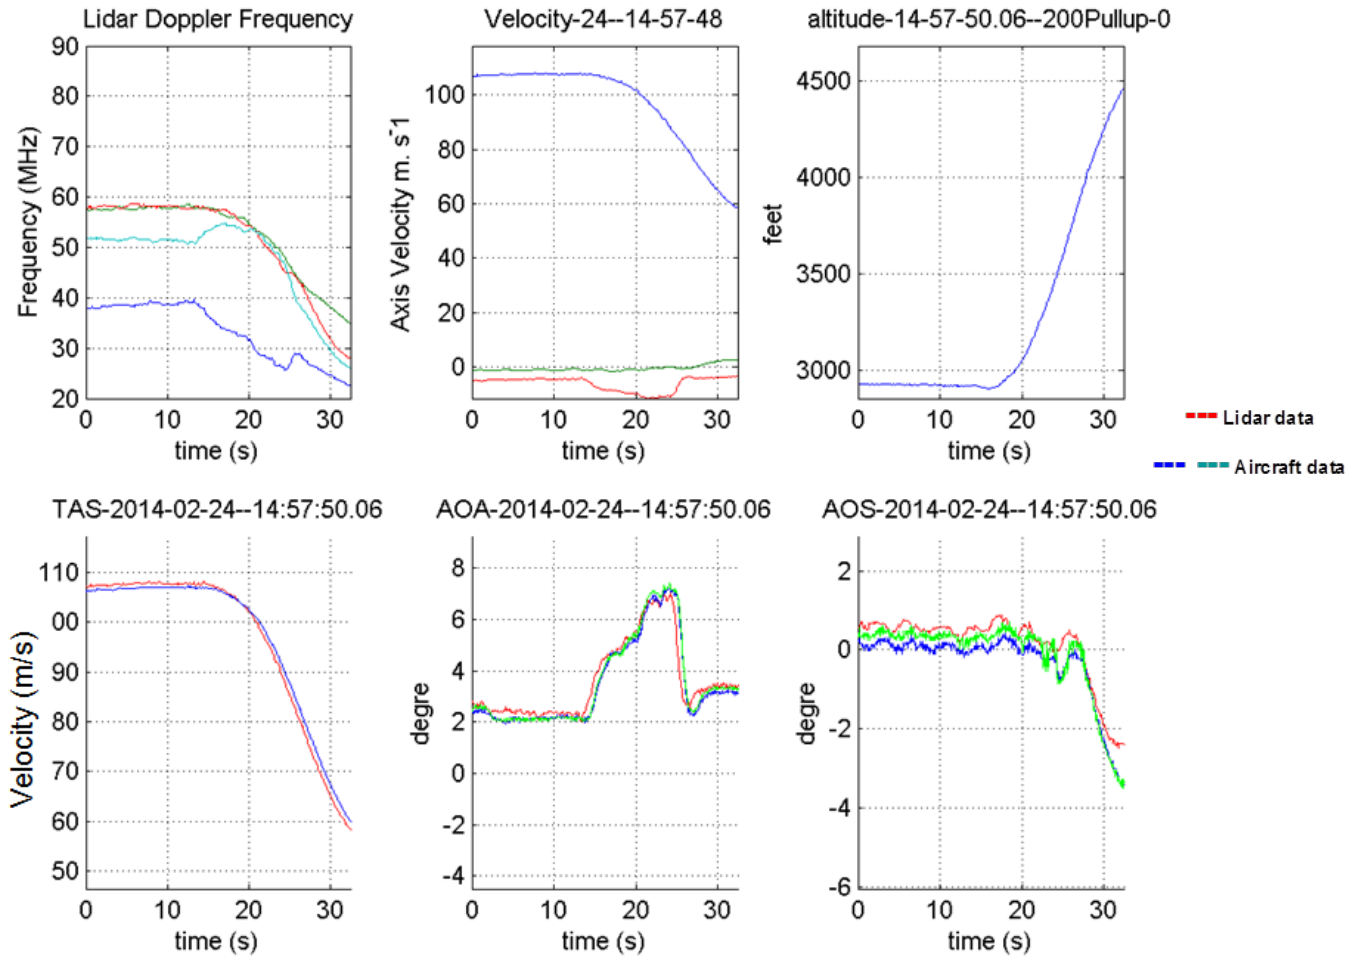 Lidar Doppler Frequency
90
80
70
60
50
40
30
20
Frequency (MHz)
0 10 20 30
time (s)
Velocity-24--14-57-48
100
80
60
40
20
0
Axis Velocity m. s-1
0 10 20 30
time (s)
altitude-14-57-50.06--200Pullup-0
4500
4000
3500
3000
feet
0 10 20 30
time (s)
Lidar data
Aircraft data
TAS-2014-02-24--14:57:50.06
110
00
90
80
70
60
50
Velocity (m/s)
0 10 20 30
time (s)
AOA-2014-02-24--14:57:50.06
8
6
4
2
0
-2
-4
degre
0 10 20 30
time (s)
AOS-2014-02-24--14:57:50.06
2
0
-2
-4
-6
degre
0 10 20 30
time (s)